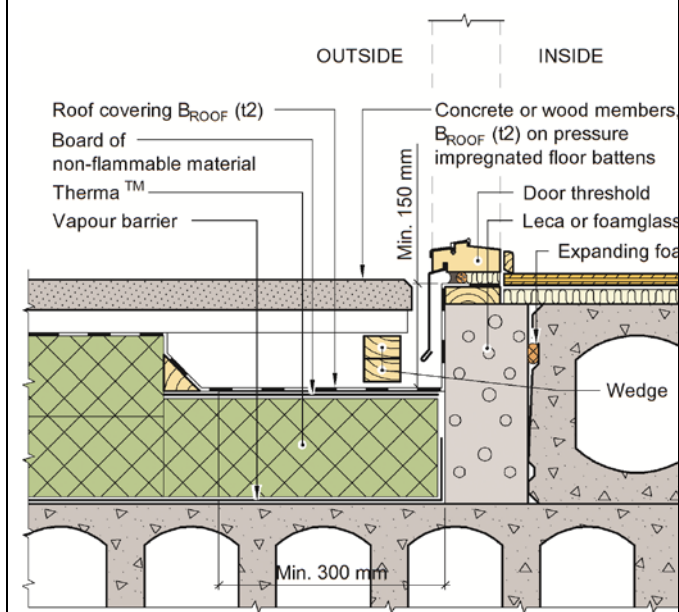 OUTSIDE
INSIDE
Roof covering BROOF (t2)
Board of
non-flammable material
Therma ™
Vapour barrier
Concrete or wood members,
BROOF (t2) on pressure
impregnated floor battens
Door threshold
Leca or foamglass
Expanding foa
Min. 150 mm
Wedge
Min. 300 mm